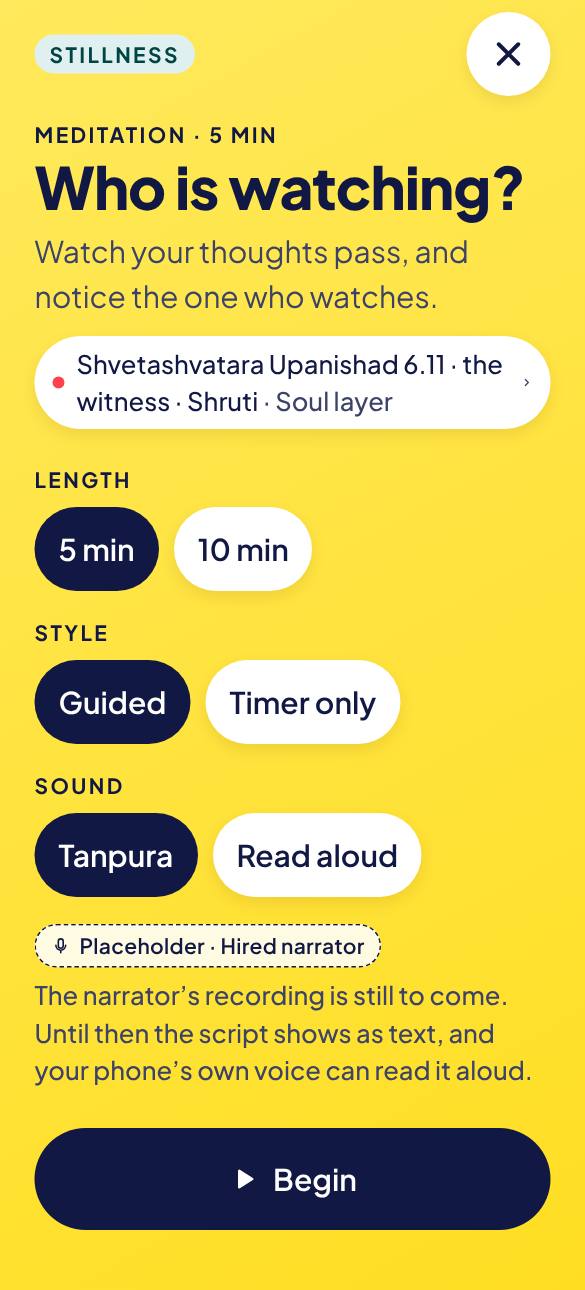 STILLNESS
MEDITATION · 5 MIN
Who is watching?
Watch your thoughts pass, and
notice the one who watches.
Shvetashvatara Upanishad 6.11 · the
witness · Shruti · Soul layer
LENGTH
5 min 10 min
STYLE
Guided Timer only
SOUND
Tanpura Read aloud
Placeholder · Hired narrator
The narrator’s recording is still to come.
Until then the script shows as text, and
your phone’s own voice can read it aloud.
Begin